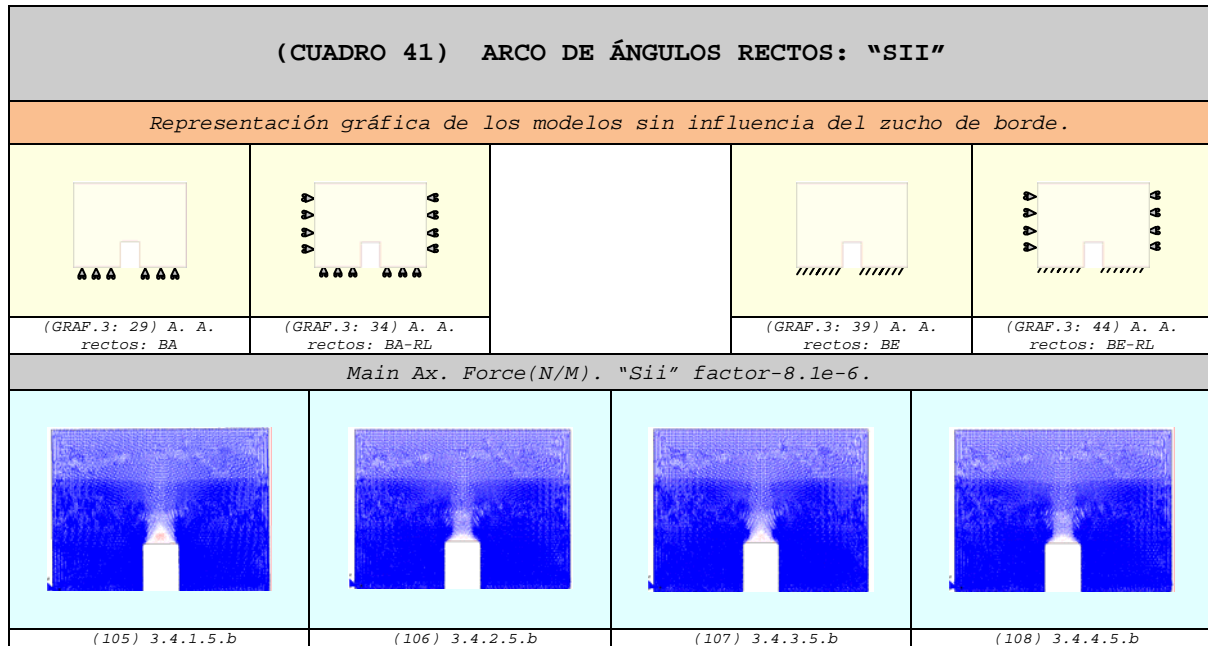 (CUADRO 41)  ARCO DE ÁNGULOS RECTOS: “SII”
Representación gráfica de los modelos sin influencia del zucho de borde.
(GRAF.3: 29) A. A.
rectos: BA
(GRAF.3: 34) A. A.
rectos: BA-RL
(GRAF.3: 39) A. A.
rectos: BE
(GRAF.3: 44) A. A.
rectos: BE-RL
Main Ax. Force(N/M). “Sii” factor-8.1e-6.
(105) 3.4.1.5.b
(106) 3.4.2.5.b
(107) 3.4.3.5.b
(108) 3.4.4.5.b